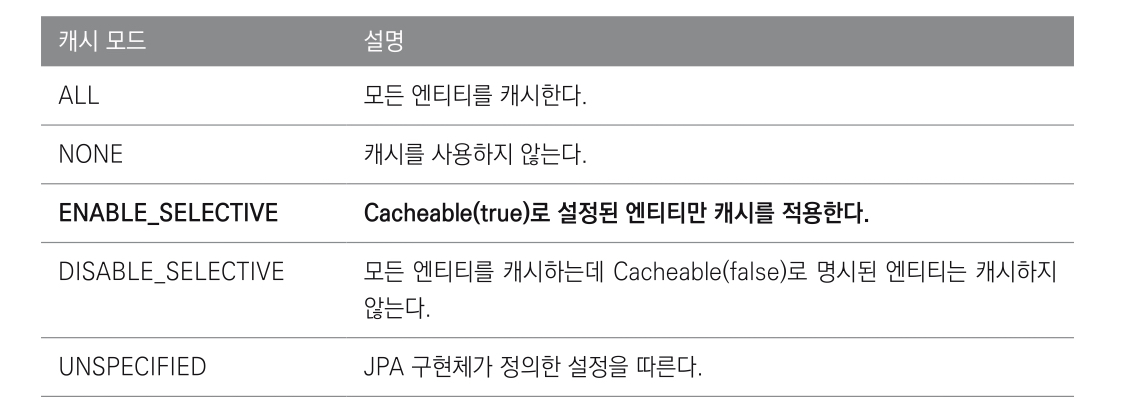 캐시 모드 설명
ALL 모든 엔티티를 캐시한다.
NONE 캐시를 사용하지 않는다.
ENABLE_SELECTIVE Cacheable(true)로 설정된 엔티티만 캐시를 적용한다.
DISABLE_SELECTIVE 모든 엔티티를 캐시하는데 Cacheable(false)로 명시된 엔티티는 캐시하지
않는다.
UNSPECIFIED JPA 구현체가 정의한 설정을 따른다.